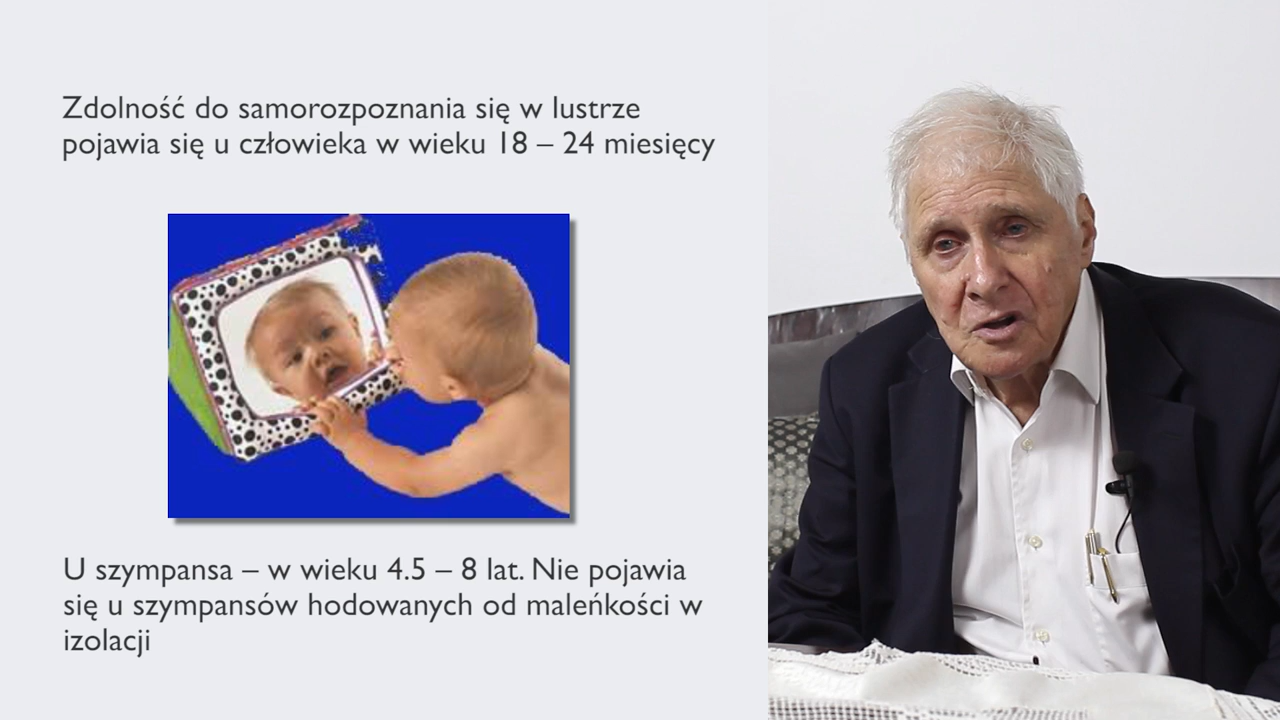 Zdolność do samorozpoznania się w lustrze
pojawia się u człowieka w wieku 18 – 24 miesięcy
U szympansa – w wieku 4.5 – 8 lat. Nie pojawia
się u szympansów hodowanych od maleńkości w
izolacji